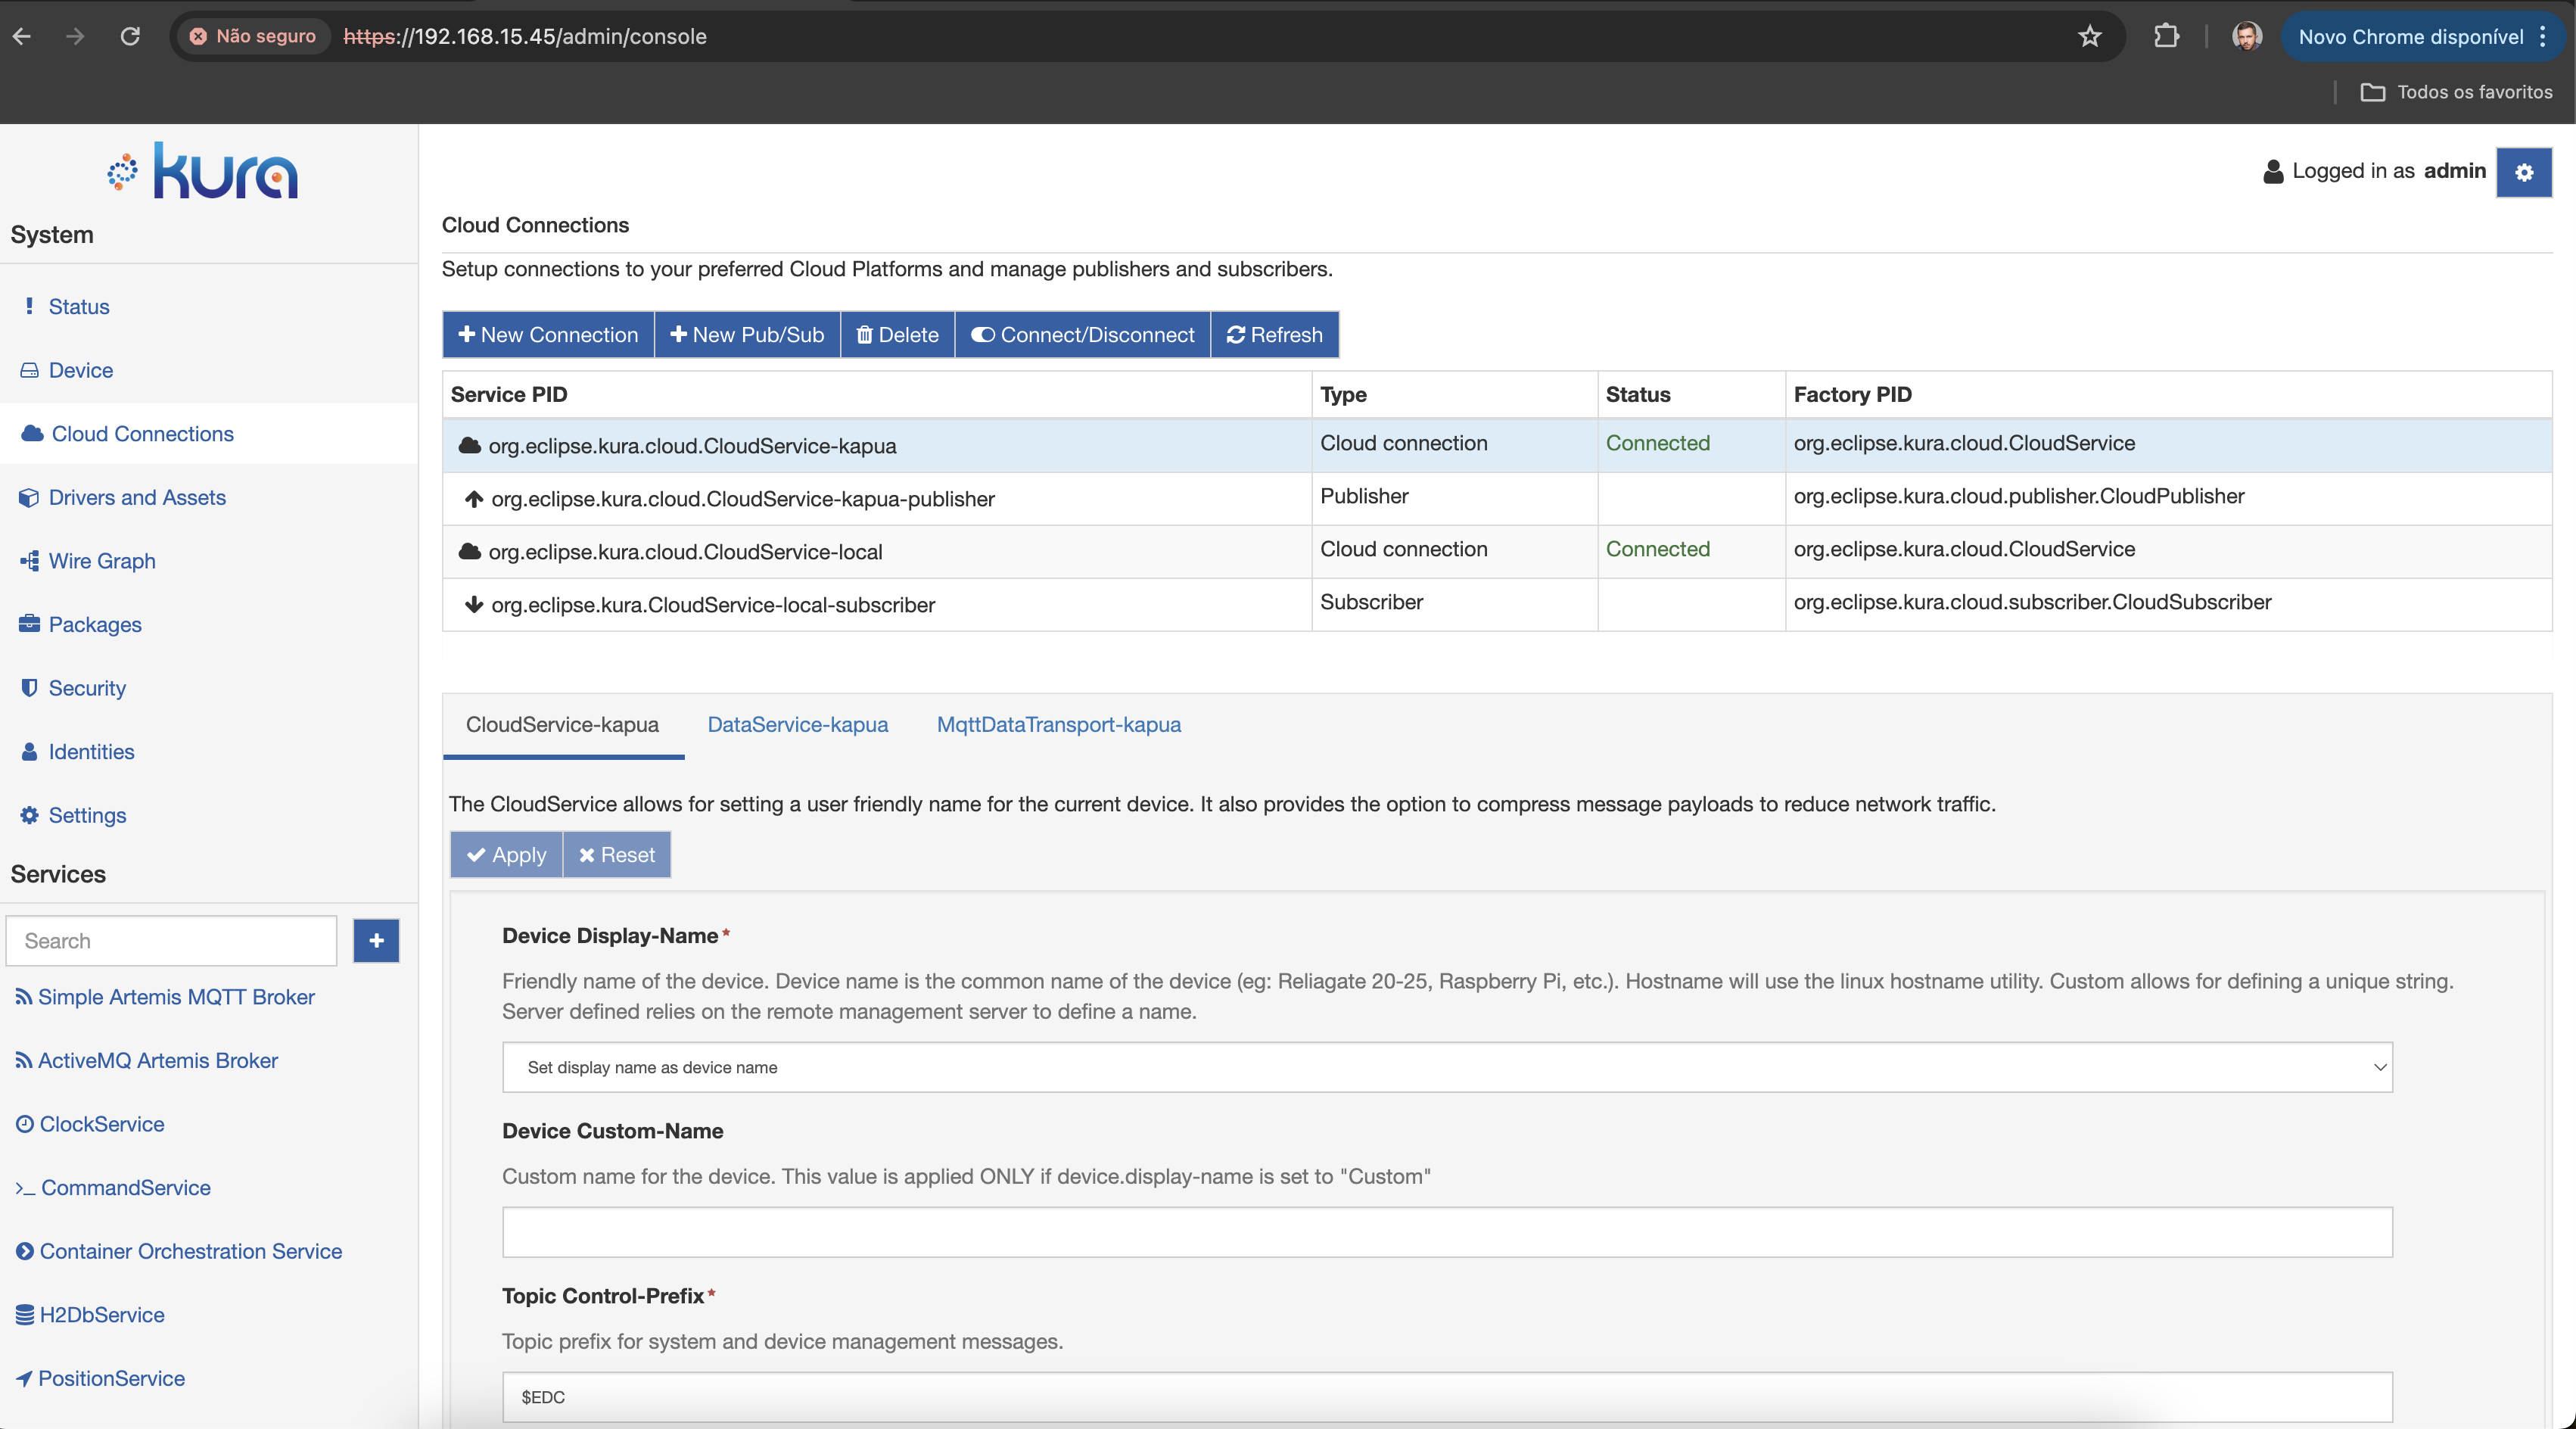 Não seguro
https://192.168.15.45/admin/console
Novo Chrome disponível
Todos os favoritos
kura
Logged in as admin
System
Status
Device
Cloud Connections
Drivers and Assets
Wire Graph
Packages
Security
Identities
Settings
Services
Search
Simple Artemis MQTT Broker
ActiveMQ Artemis Broker
ClockService
CommandService
Container Orchestration Service
H2DbService
PositionService
Cloud Connections
Setup connections to your preferred Cloud Platforms and manage publishers and subscribers.
New Connection New Pub/Sub Delete Connect/Disconnect Refresh
Service PID Type Status Factory PID
org.eclipse.kura.cloud.CloudService-kapua Cloud connection Connected org.eclipse.kura.cloud.CloudService
org.eclipse.kura.cloud.CloudService-kapua-publisher Publisher org.eclipse.kura.cloud.publisher.CloudPublisher
org.eclipse.kura.cloud.CloudService-local Cloud connection Connected org.eclipse.kura.cloud.CloudService
org.eclipse.kura.CloudService-local-subscriber Subscriber org.eclipse.kura.cloud.subscriber.CloudSubscriber
CloudService-kapua DataService-kapua MqttDataTransport-kapua
The CloudService allows for setting a user friendly name for the current device. It also provides the option to compress message payloads to reduce network traffic.
Apply Reset
Device Display-Name*
Friendly name of the device. Device name is the common name of the device (eg: Reliagate 20-25, Raspberry Pi, etc.). Hostname will use the linux hostname utility. Custom allows for defining a unique string.
Server defined relies on the remote management server to define a name.
Set display name as device name
Device Custom-Name
Custom name for the device. This value is applied ONLY if device.display-name is set to "Custom"
Topic Control-Prefix*
Topic prefix for system and device management messages.
$EDC